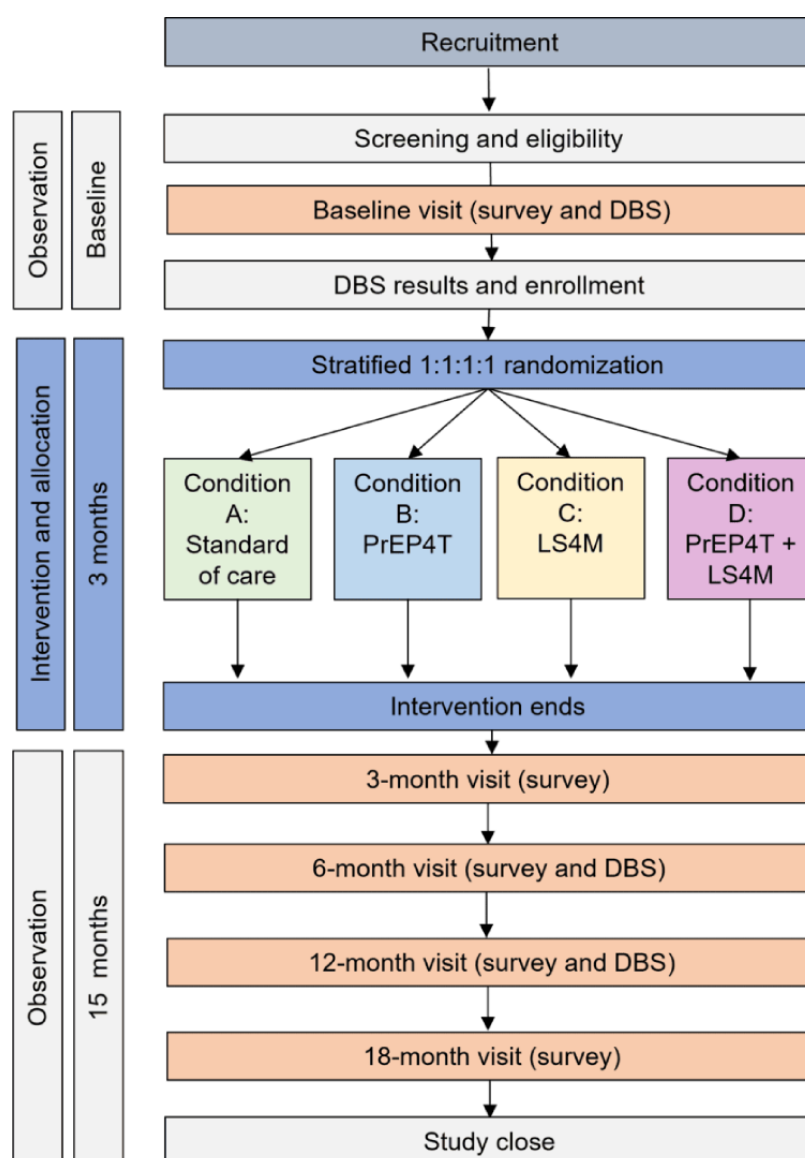 Recruitment
Observation
Baseline
Screening and eligibility
Baseline visit (survey and DBS)
DBS results and enrollment
Intervention and allocation
3 months
Stratified 1:1:1:1 randomization
Condition
A:
Standard
of care
Condition
B:
PrEP4T
Condition
C:
LS4M
Condition
D:
PrEP4T +
LS4M
Intervention ends
Observation
15 months
3-month visit (survey)
6-month visit (survey and DBS)
12-month visit (survey and DBS)
18-month visit (survey)
Study close